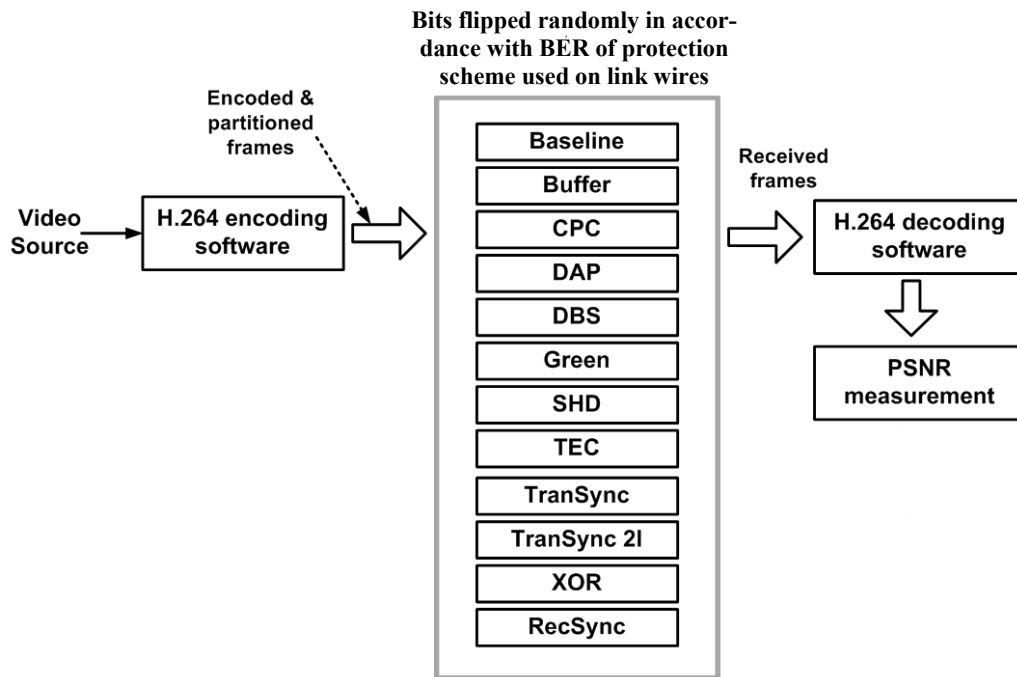 Bits flipped randomly in accor-
dance with BER of protection
scheme used on link wires
Encoded &
partitioned
frames
Video
Source
H.264 encoding
software
Baseline
Buffer
CPC
DAP
DBS
Green
SHD
TEC
TranSync
TranSync 2l
XOR
RecSync
Received
frames
H.264 decoding
software
PSNR
measurement